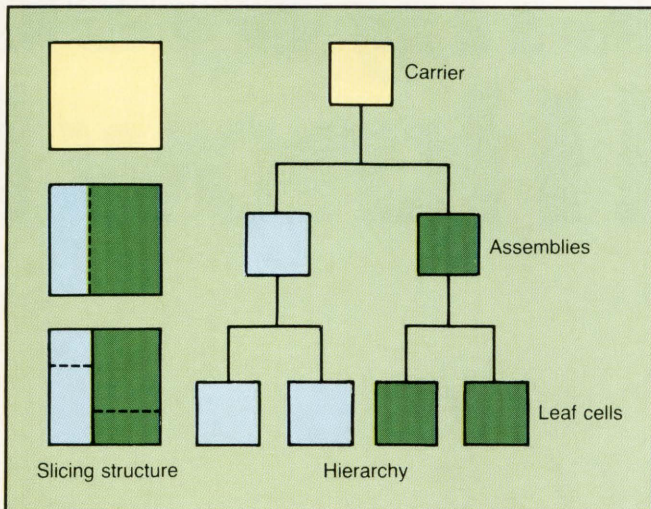 Carrier
Assemblies
Leaf cells
Slicing structure
Hierarchy